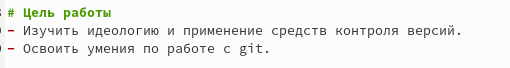 # Цель работы
- Изучить идеологию и применение средств контроля версий.
- Освоить умения по работе с git.